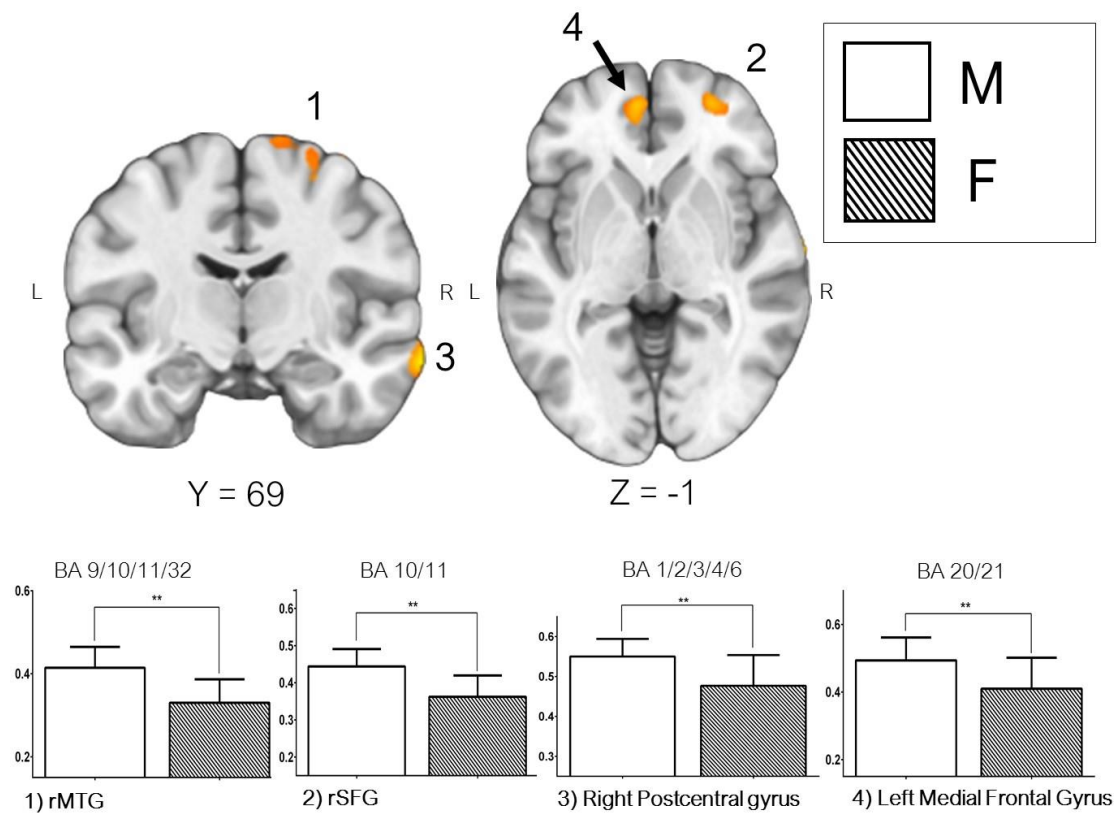 1
4
2
M
F
L
R
L
R
3
Y = 69
Z = -1
BA 9/10/11/32
BA 10/11
BA 1/2/3/4/6
BA 20/21
**
**
**
**
0.6
0.4
0.2
0.6
0.5
0.4
0.3
0.2
0.6
0.5
0.4
0.3
0.6
0.4
0.2
1) rMTG
2) rSFG
3) Right Postcentral gyrus
4) Left Medial Frontal Gyrus